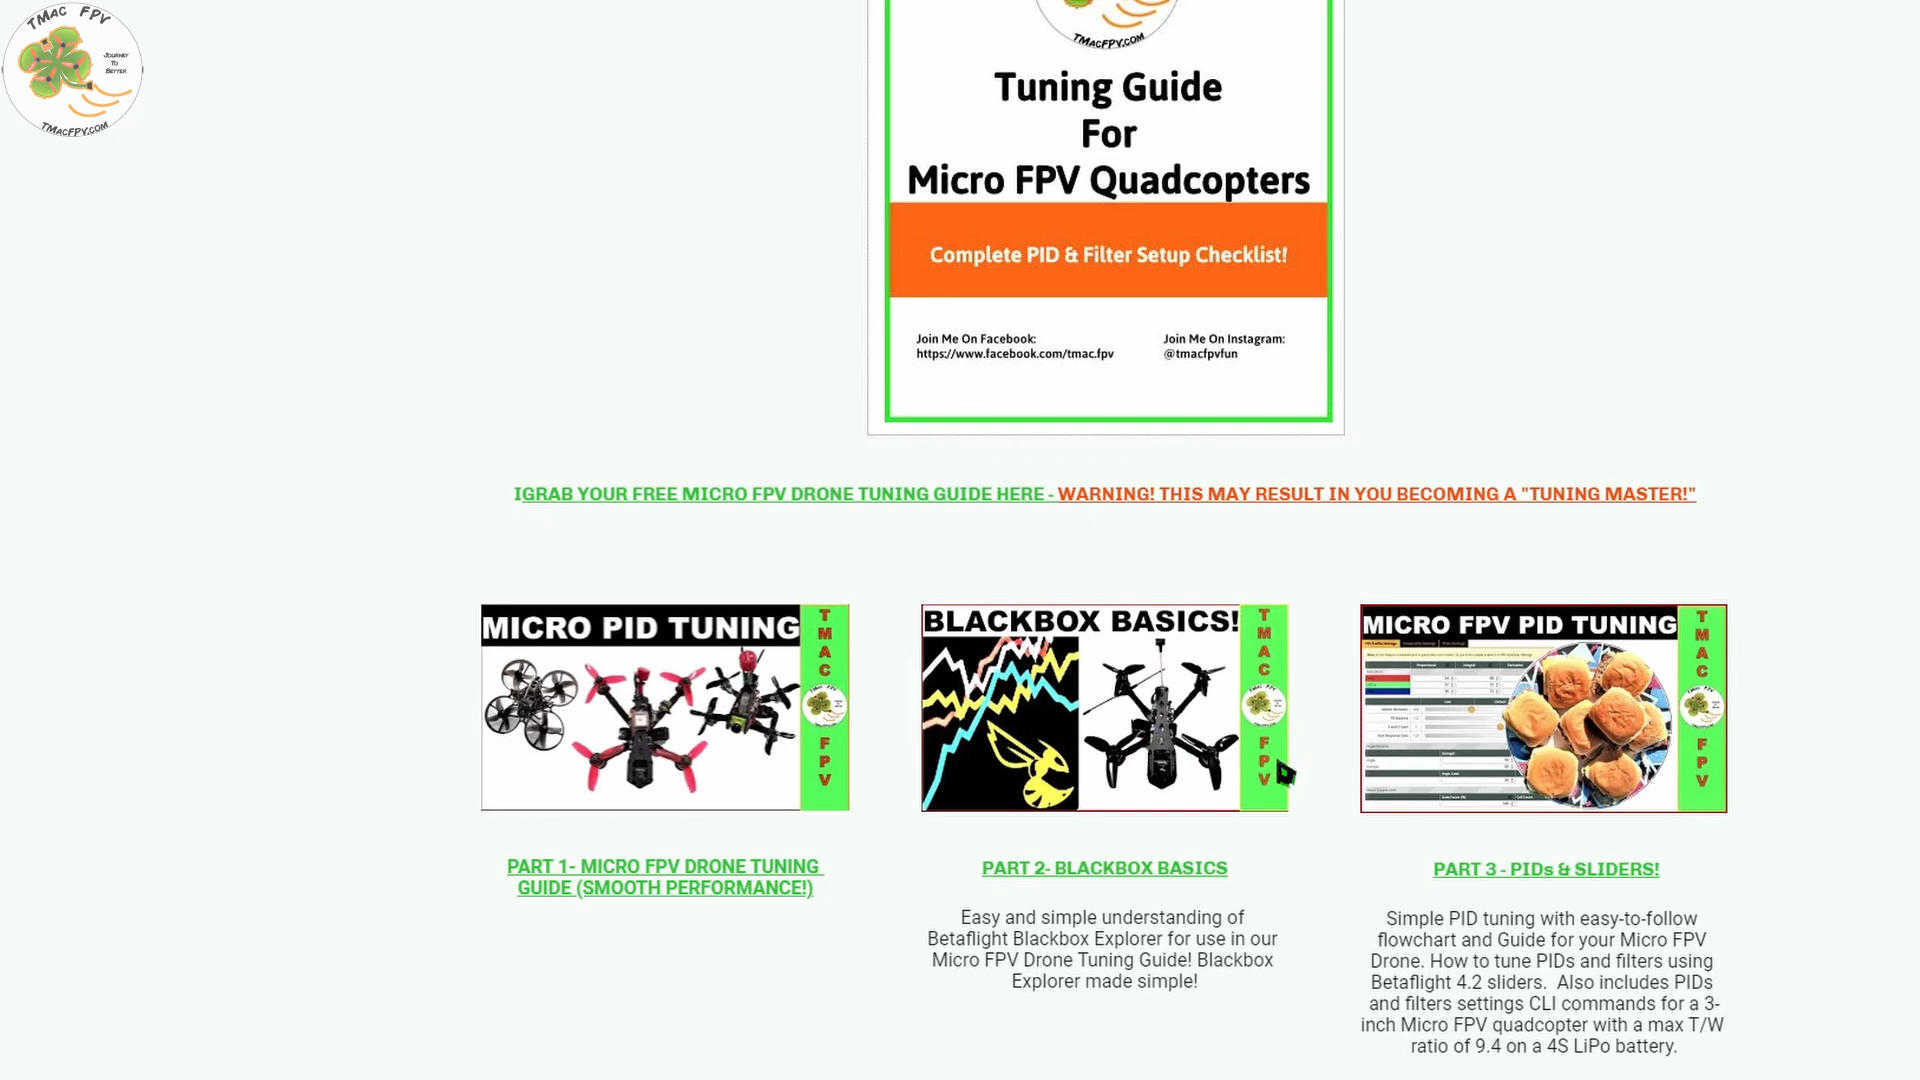 TMAC FPV
JOURNEY
TO
BETTER
TMACFPV.COM
TMACFPV.COM
Tuning Guide
For
Micro FPV Quadcopters
Complete PID & Filter Setup Checklist!
Join Me On Facebook:
https://www.facebook.com/tmac.fpv
Join Me On Instagram:
@tmacfpvfun
IGRAB YOUR FREE MICRO FPV DRONE TUNING GUIDE HERE - WARNING! THIS MAY RESULT IN YOU BECOMING A "TUNING MASTER!"
MICRO PID TUNING
TMAC FPV
BLACKBOX BASICS!
TMAC FPV
MICRO FPV PID TUNING
TMAC FPV
PART 1- MICRO FPV DRONE TUNING
GUIDE (SMOOTH PERFORMANCE!)
PART 2- BLACKBOX BASICS
Easy and simple understanding of
Betaflight Blackbox Explorer for use in our
Micro FPV Drone Tuning Guide! Blackbox
Explorer made simple!
PART 3 - PIDs & SLIDERS!
Simple PID tuning with easy-to-follow
flowchart and Guide for your Micro FPV
Drone. How to tune PIDs and filters using
Betaflight 4.2 sliders. Also includes PIDs
and filters settings CLI commands for a 3-
inch Micro FPV quadcopter with a max T/W
ratio of 9.4 on a 4S LiPo battery.